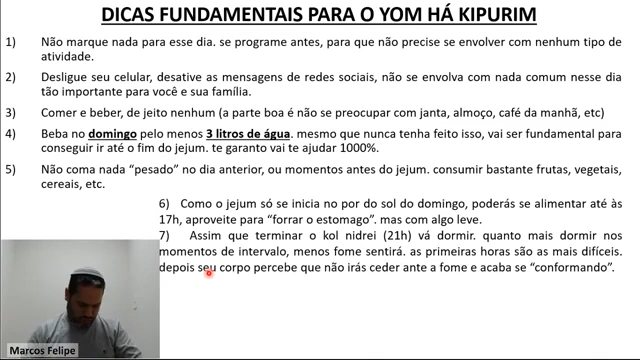 DICAS FUNDAMENTAIS PARA O YOM HÁ KIPURIM
1) Não marque nada para esse dia. se programe antes, para que não precise se envolver com nenhum tipo de
atividade.
2) Desligue seu celular, desative as mensagens de redes sociais, não se envolva com nada comum nesse dia
tão importante para você e sua família.
3) Comer e beber, de jeito nenhum (a parte boa é não se preocupar com janta, almoço, café da manhã, etc)
4) Beba no domingo pelo menos 3 litros de água. mesmo que nunca tenha feito isso, vai ser fundamental para
conseguir ir até o fim do jejum. te garanto vai te ajudar 1000%.
5) Não coma nada “pesado” no dia anterior, ou momentos antes do jejum. consumir bastante frutas, vegetais,
cereais, etc.
6) Como o jejum só se inicia no por do sol do domingo, poderás se alimentar até às
17h, aproveite para “forrar o estomago”. mas com algo leve.
7) Assim que terminar o kol nidrei (21h) vá dormir. quanto mais dormir nos
momentos de intervalo, menos fome sentirá. as primeiras horas são as mais difíceis.
depois seu corpo percebe que não irás ceder ante a fome e acaba se “conformando”.
Marcos Felipe